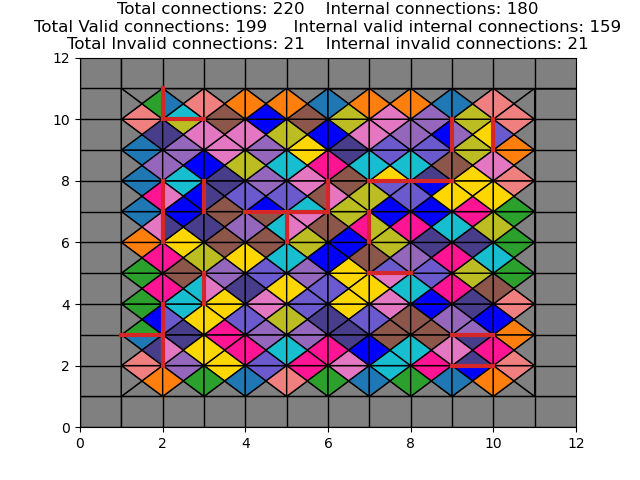 Total connections: 220    Internal connections: 180
Total Valid connections: 199     Internal valid internal connections: 159
Total Invalid connections: 21    Internal invalid connections: 21
12
10
8
6
4
2
0
0 2 4 6 8 10 12